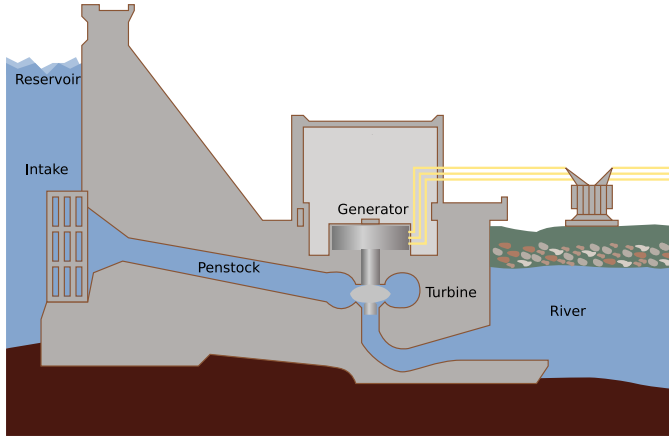 Reservoir
Intake
Generator
Penstock
Turbine
River